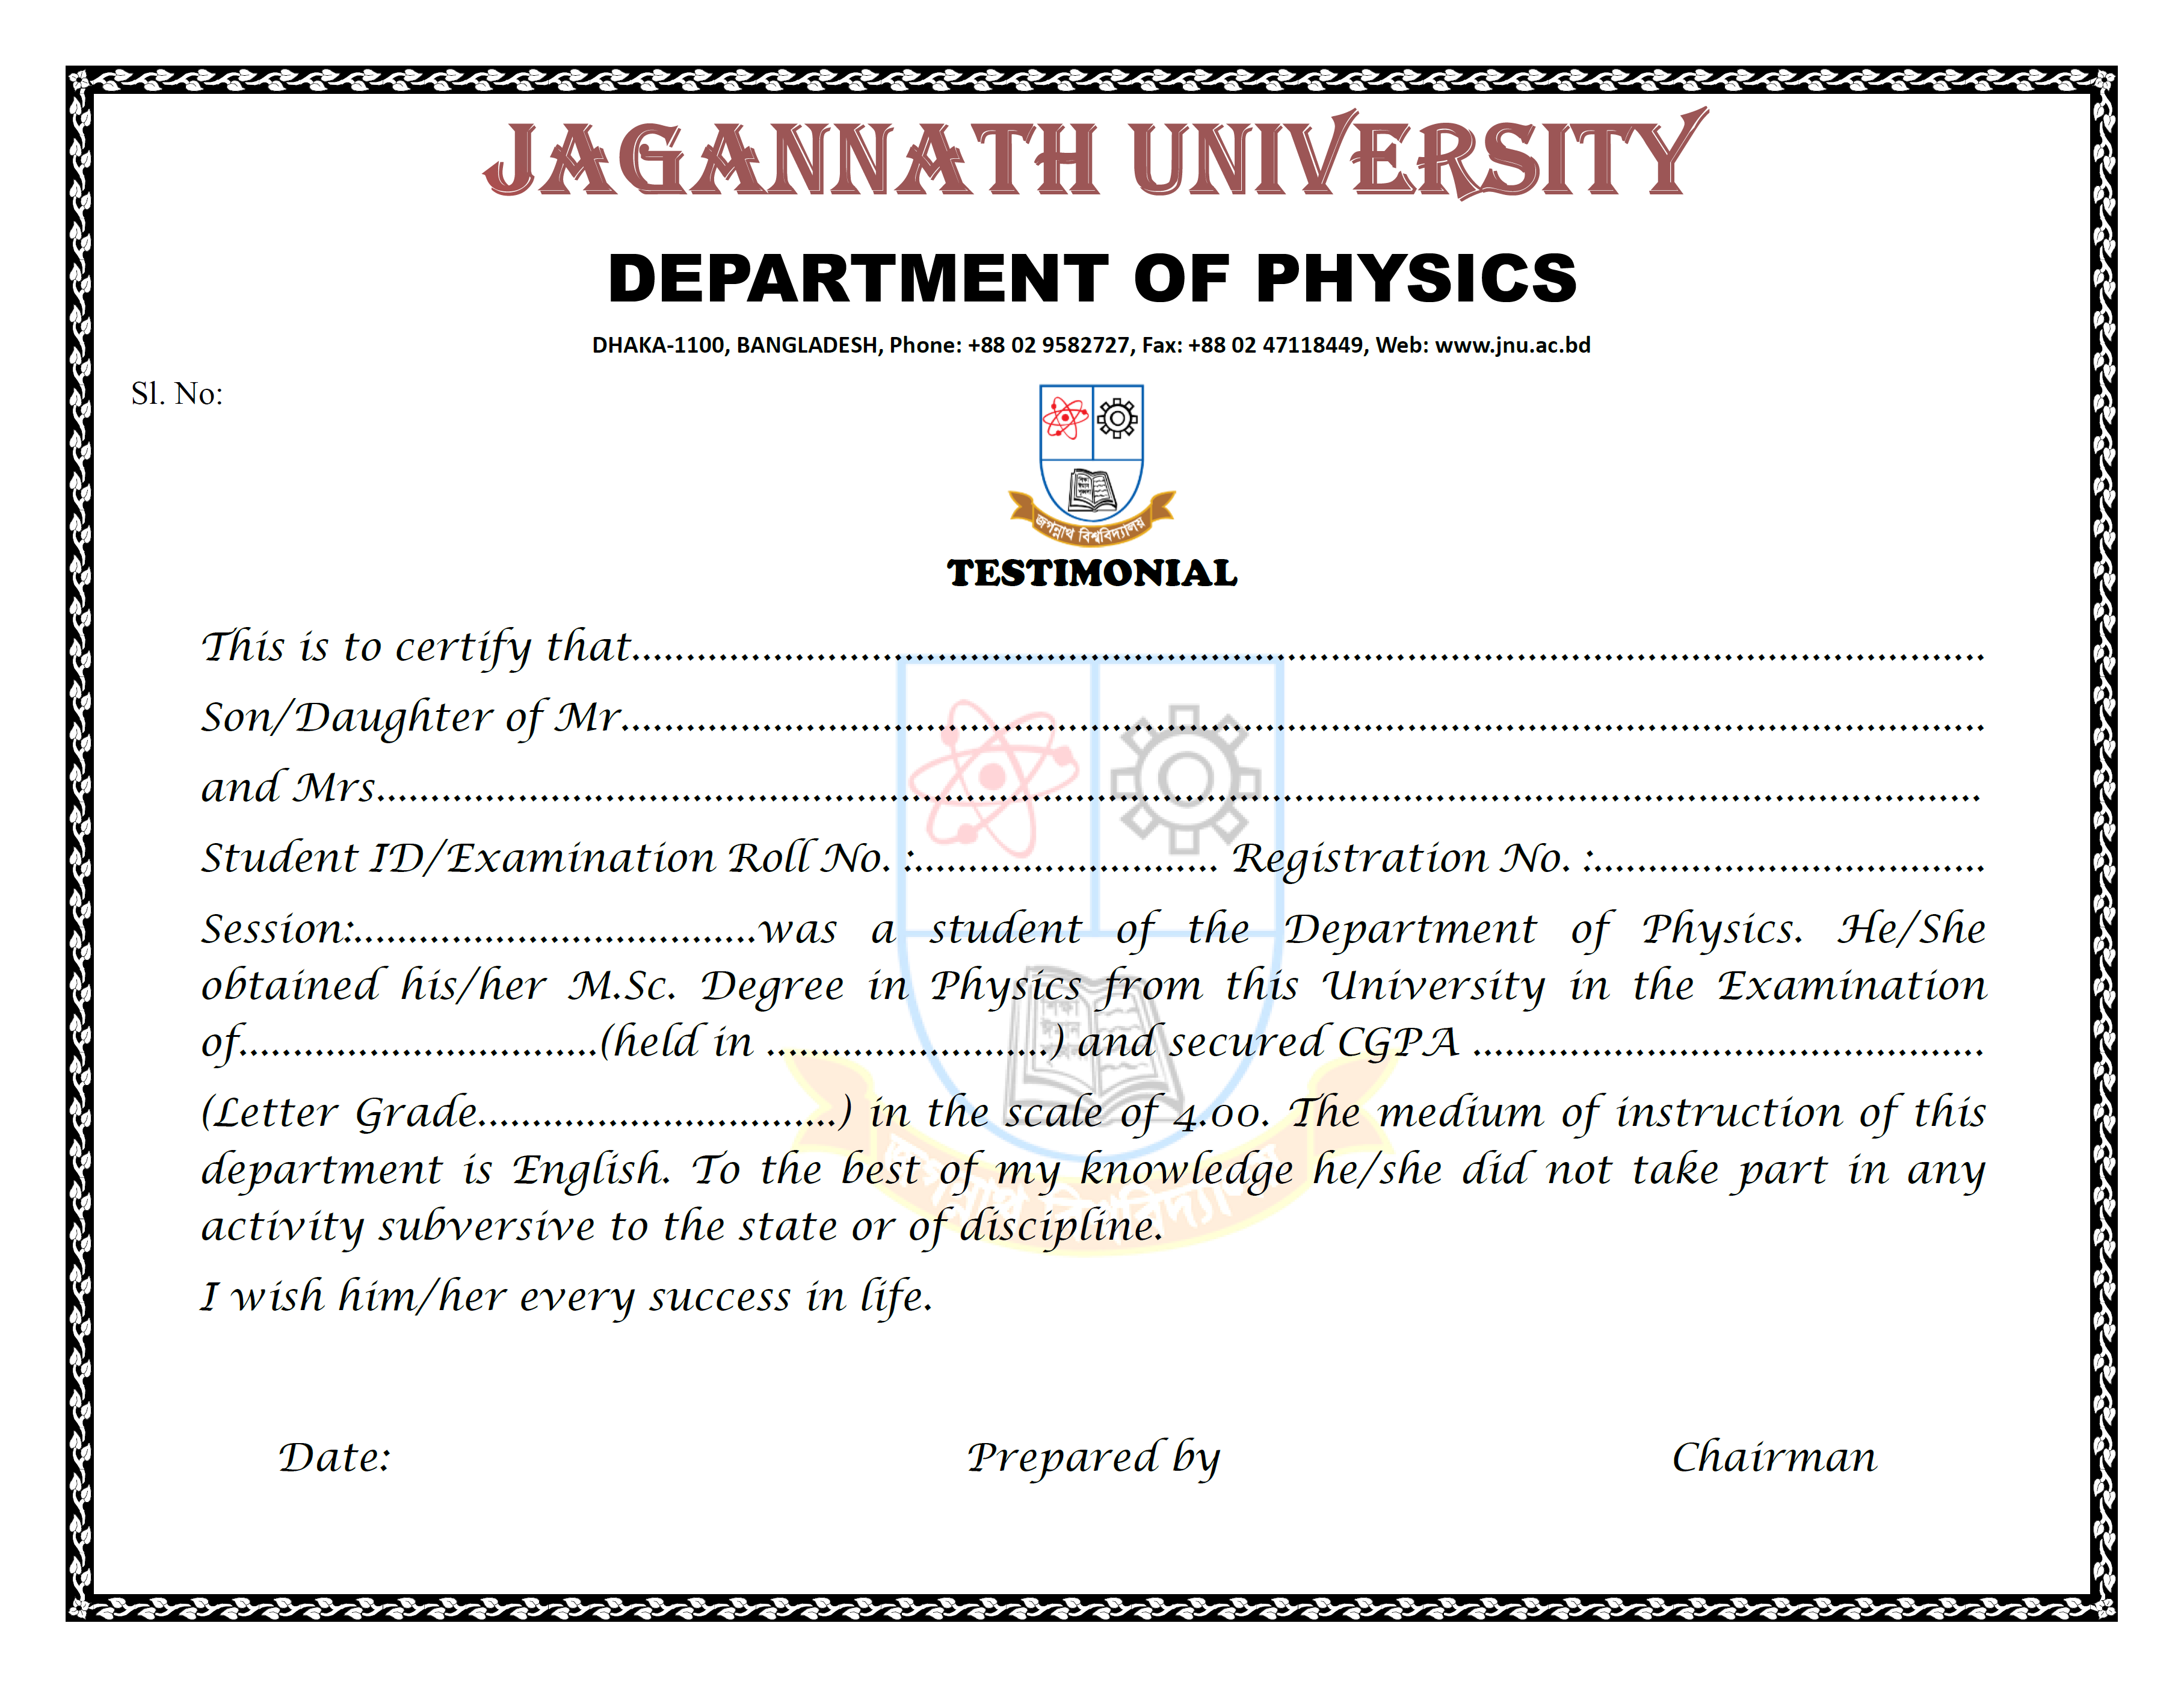 JAGANNATH UNIVERSITY
DEPARTMENT OF PHYSICS
DHAKA-1100, BANGLADESH, Phone: +88 02 9582727, Fax: +88 02 47118449, Web: www.jnu.ac.bd
Sl. No:
জগন্নাথ বিশ্ববিদ্যালয়
TESTIMONIAL
This is to certify that....................................................................................................
Son/Daughter of Mr....................................................................................................
and Mrs....................................................................................................
Student ID/Examination Roll No. :............................ Registration No. :....................................
Session:.....................................was a student of the Department of Physics. He/She
obtained his/her M.Sc. Degree in Physics from this University in the Examination
of.................................(held in ..........................) and secured CGPA ...............................................
(Letter Grade.................................) in the scale of 4.00. The medium of instruction of this
department is English. To the best of my knowledge he/she did not take part in any
activity subversive to the state or of discipline.
I wish him/her every success in life.
Date: Prepared by Chairman